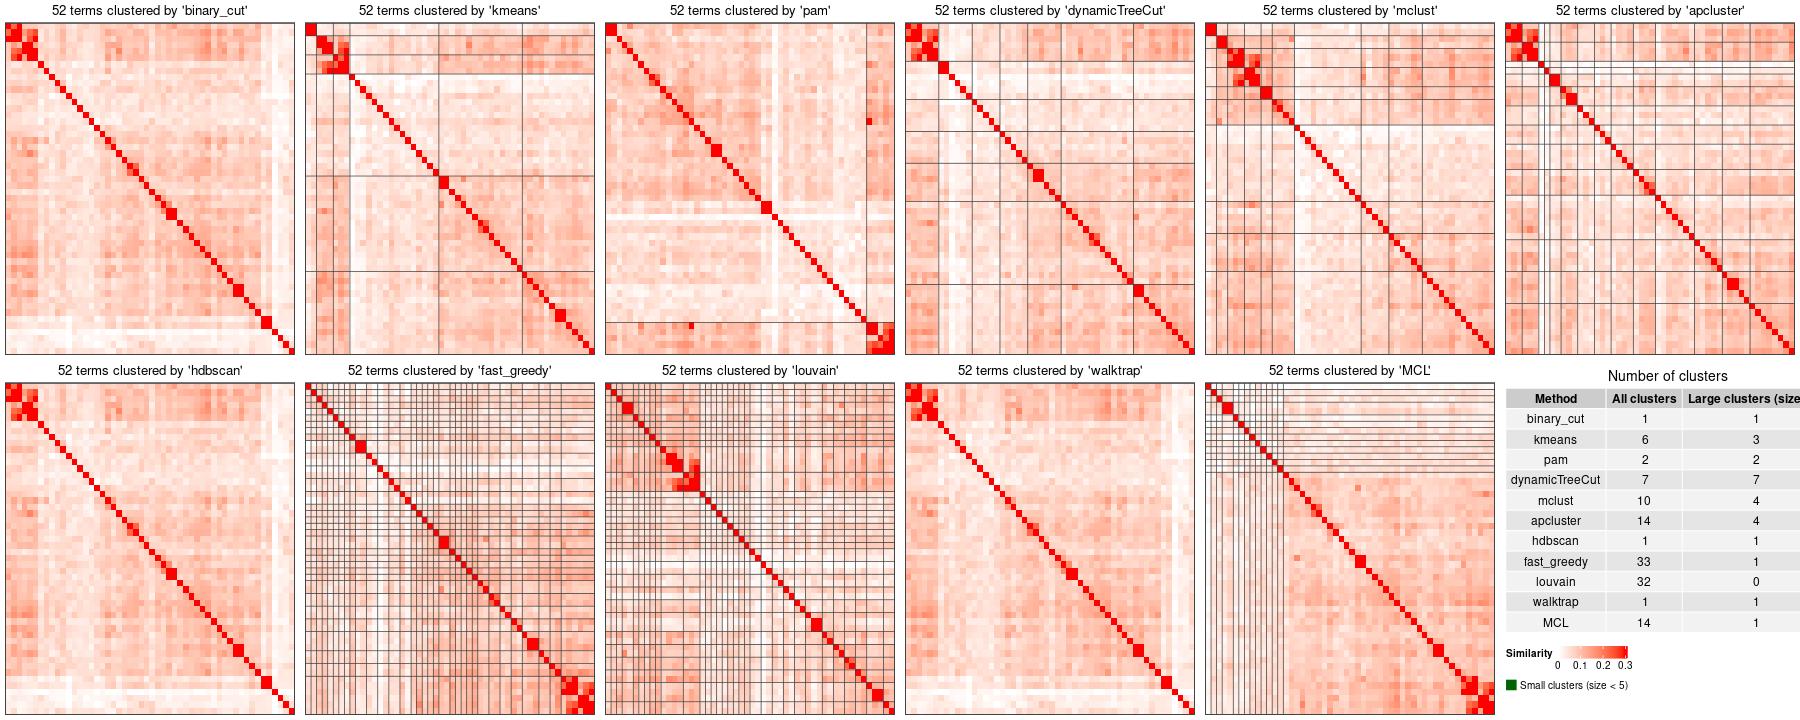 52 terms clustered by 'binary_cut'
52 terms clustered by 'kmeans'
52 terms clustered by 'pam'
52 terms clustered by 'dynamicTreeCut'
52 terms clustered by 'mclust'
52 terms clustered by 'apcluster'
52 terms clustered by 'hdbscan'
52 terms clustered by 'fast_greedy'
52 terms clustered by 'louvain'
52 terms clustered by 'walktrap'
52 terms clustered by 'MCL'
Number of clusters
Method All clusters Large clusters (size
binary_cut 1 1
kmeans 6 3
pam 2 2
dynamicTreeCut 7 7
mclust 10 4
apcluster 14 4
hdbscan 1 1
fast_greedy 33 1
louvain 32 0
walktrap 1 1
MCL 14 1
Similarity
0 0.1 0.2 0.3
Small clusters (size < 5)